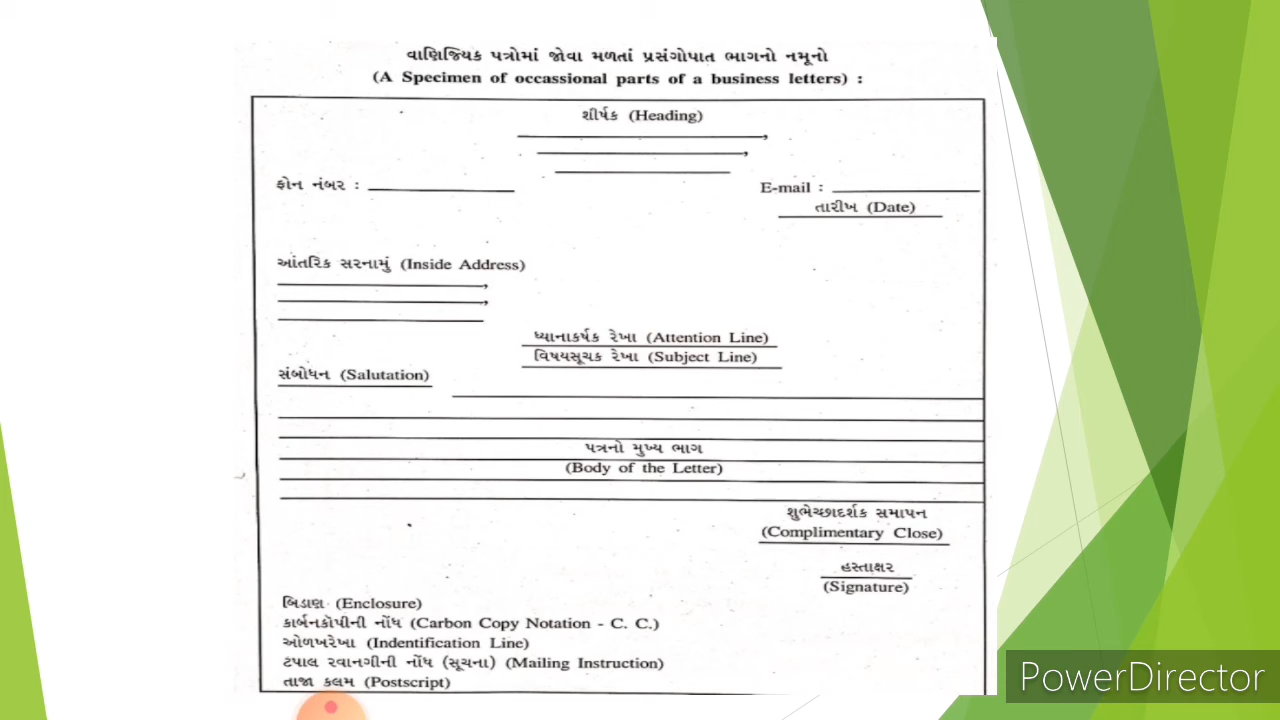 વાણિજ્યિક પત્રોમાં જોવા મળતાં પ્રસંગોપાત ભાગનો નમૂનો
(A Specimen of occassional parts of a business letters) :
શીર્ષક (Heading)
ફોન નંબર :
E-mail :
તારીખ (Date)
આંતરિક સરનામું (Inside Address)
ધ્યાનાકર્ષક રેખા (Attention Line)
વિષયસૂચક રેખા (Subject Line)
સંબોધન (Salutation)
પત્રનો મુખ્ય ભાગ
(Body of the Letter)
શુભેચ્છાદર્શક સમાપન
(Complimentary Close)
હસ્તાક્ષર
(Signature)
બિડાણ (Enclosure)
કાર્બનકોપીની નોંધ (Carbon Copy Notation - C. C.)
ઓળખરેખા (Indentification Line)
ટપાલ રવાનગીની નોંધ (સૂચના) (Mailing Instruction)
તાજા કલમ (Postscript)
PowerDirector